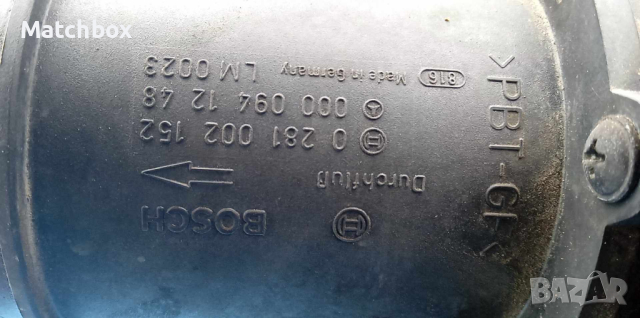 Matchbox
BOSCH
Durchfluß
0 281 002 152
000 094 12 48
LM 0023
Made in Germany
816
>PBT-GF<
BAZAR